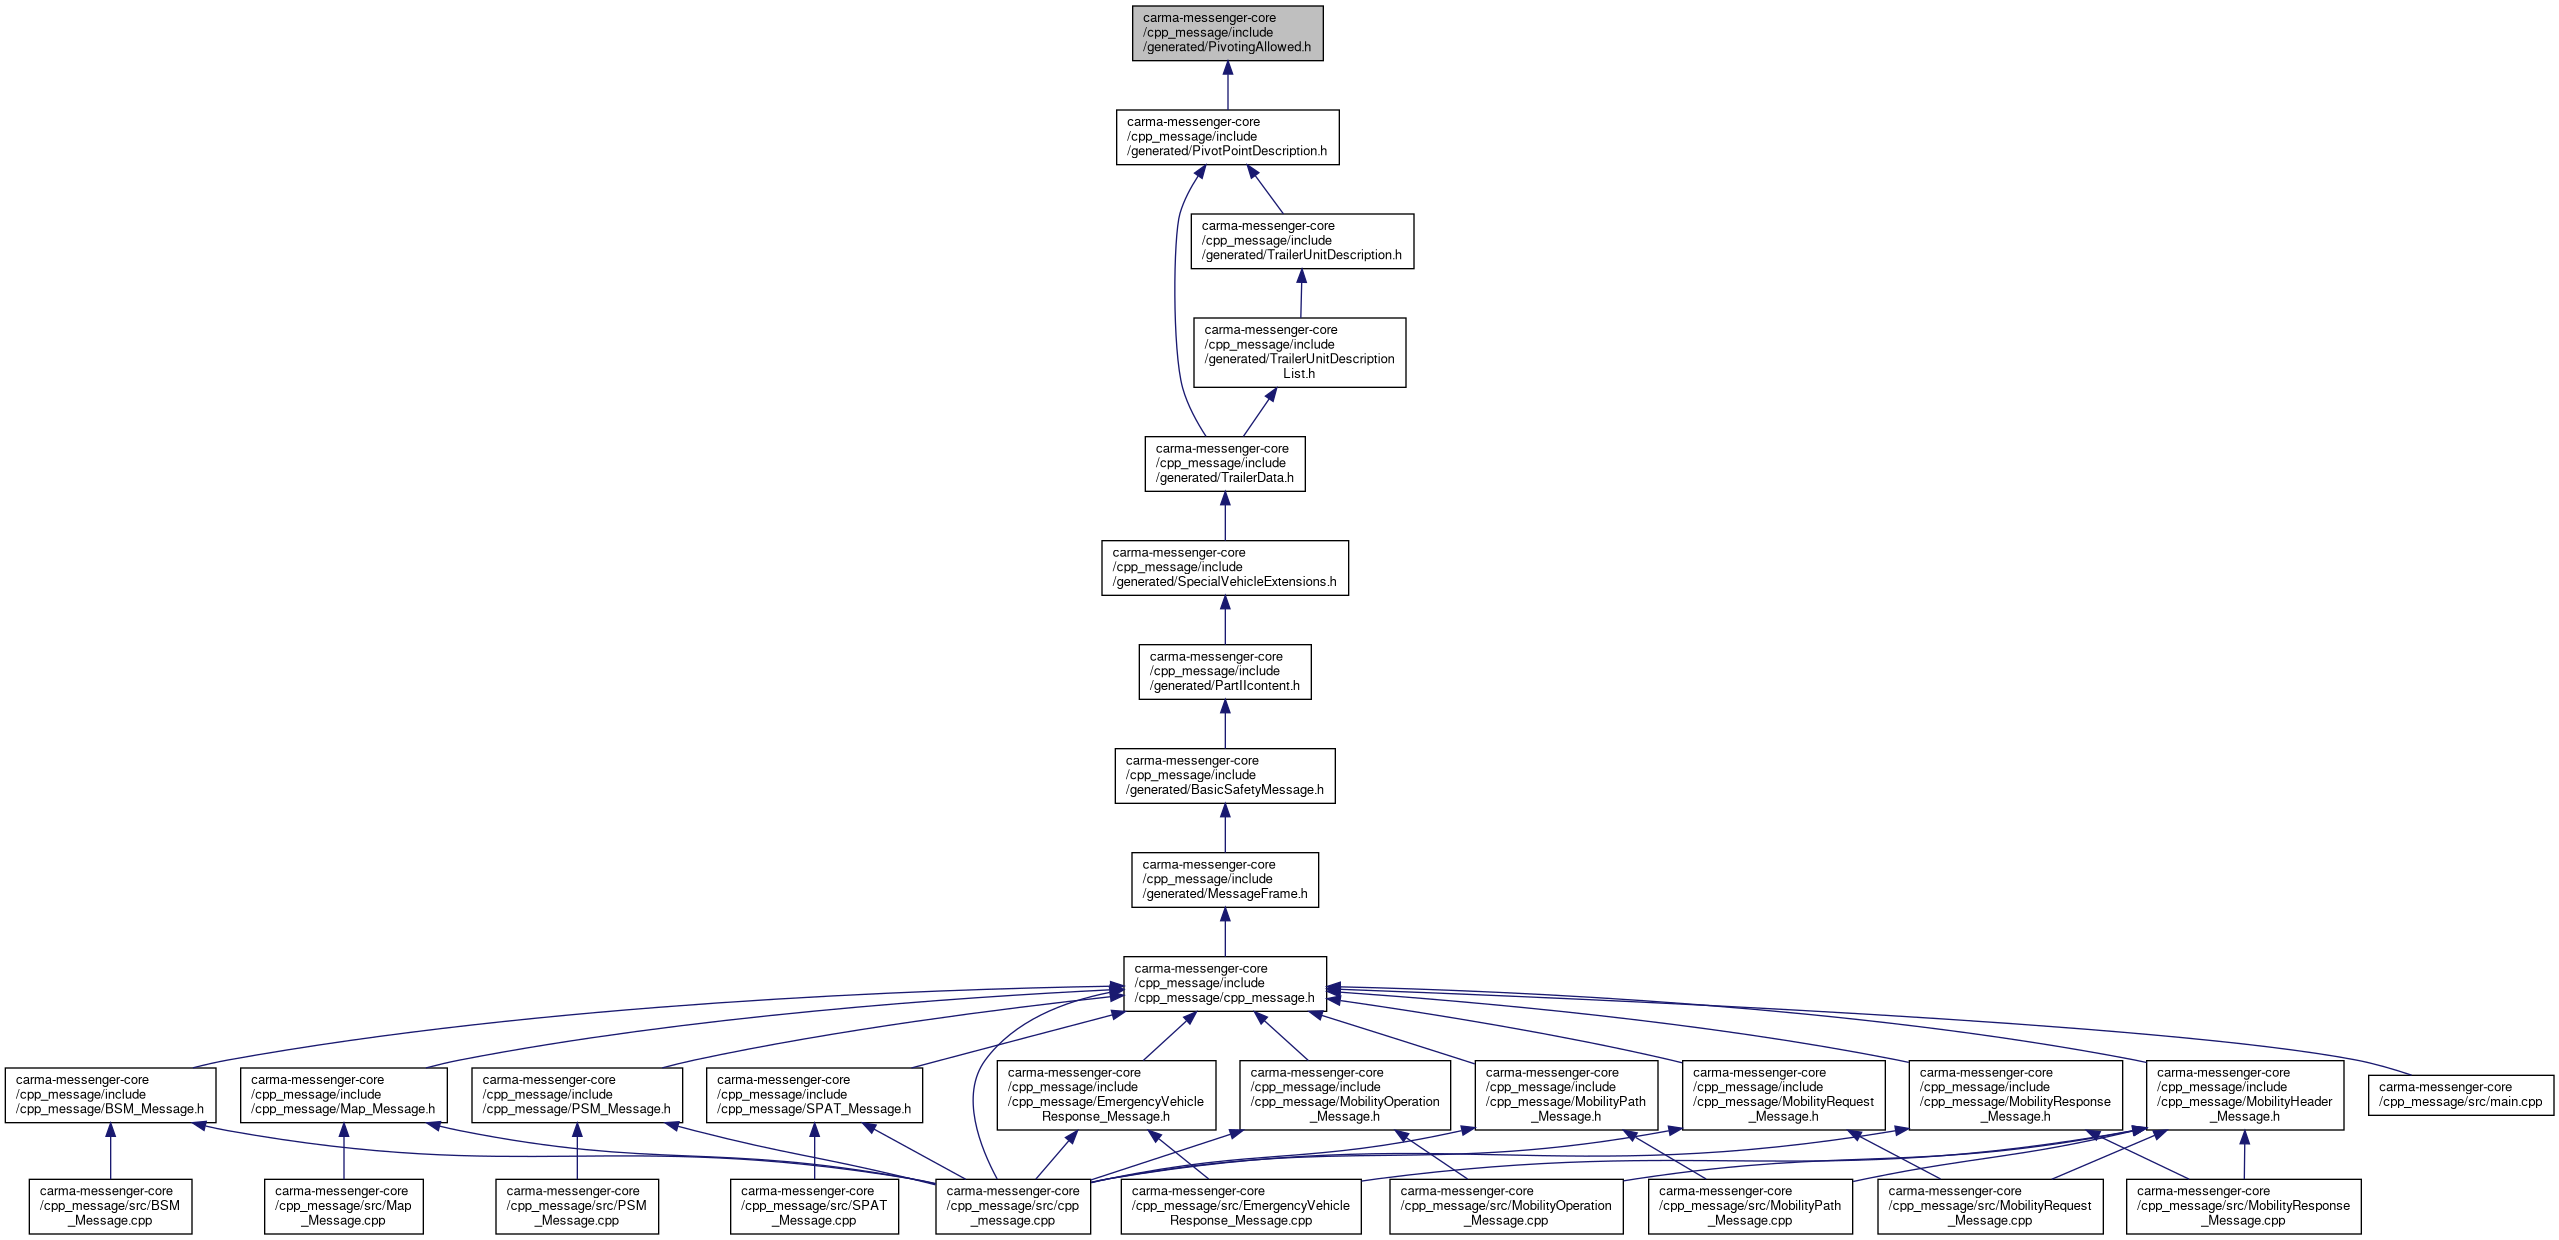 carma-messenger-core
/cpp_message/include
/generated/PivotingAllowed.h
carma-messenger-core
/cpp_message/include
/generated/PivotPointDescription.h
carma-messenger-core
/cpp_message/include
/generated/TrailerUnitDescription.h
carma-messenger-core
/cpp_message/include
/generated/TrailerUnitDescription
List.h
carma-messenger-core
/cpp_message/include
/generated/TrailerData.h
carma-messenger-core
/cpp_message/include
/generated/SpecialVehicleExtensions.h
carma-messenger-core
/cpp_message/include
/generated/PartIIcontent.h
carma-messenger-core
/cpp_message/include
/generated/BasicSafetyMessage.h
carma-messenger-core
/cpp_message/include
/generated/MessageFrame.h
carma-messenger-core
/cpp_message/include
/cpp_message/cpp_message.h
carma-messenger-core
/cpp_message/include
/cpp_message/BSM_Message.h
carma-messenger-core
/cpp_message/include
/cpp_message/Map_Message.h
carma-messenger-core
/cpp_message/include
/cpp_message/PSM_Message.h
carma-messenger-core
/cpp_message/include
/cpp_message/SPAT_Message.h
carma-messenger-core
/cpp_message/include
/cpp_message/EmergencyVehicle
Response_Message.h
carma-messenger-core
/cpp_message/include
/cpp_message/MobilityOperation
_Message.h
carma-messenger-core
/cpp_message/include
/cpp_message/MobilityPath
_Message.h
carma-messenger-core
/cpp_message/include
/cpp_message/MobilityRequest
_Message.h
carma-messenger-core
/cpp_message/include
/cpp_message/MobilityResponse
_Message.h
carma-messenger-core
/cpp_message/include
/cpp_message/MobilityHeader
_Message.h
carma-messenger-core
/cpp_message/src/main.cpp
carma-messenger-core
/cpp_message/src/BSM
_Message.cpp
carma-messenger-core
/cpp_message/src/Map
_Message.cpp
carma-messenger-core
/cpp_message/src/PSM
_Message.cpp
carma-messenger-core
/cpp_message/src/SPAT
_Message.cpp
carma-messenger-core
/cpp_message/src/cpp
_message.cpp
carma-messenger-core
/cpp_message/src/EmergencyVehicle
Response_Message.cpp
carma-messenger-core
/cpp_message/src/MobilityOperation
_Message.cpp
carma-messenger-core
/cpp_message/src/MobilityPath
_Message.cpp
carma-messenger-core
/cpp_message/src/MobilityRequest
_Message.cpp
carma-messenger-core
/cpp_message/src/MobilityResponse
_Message.cpp